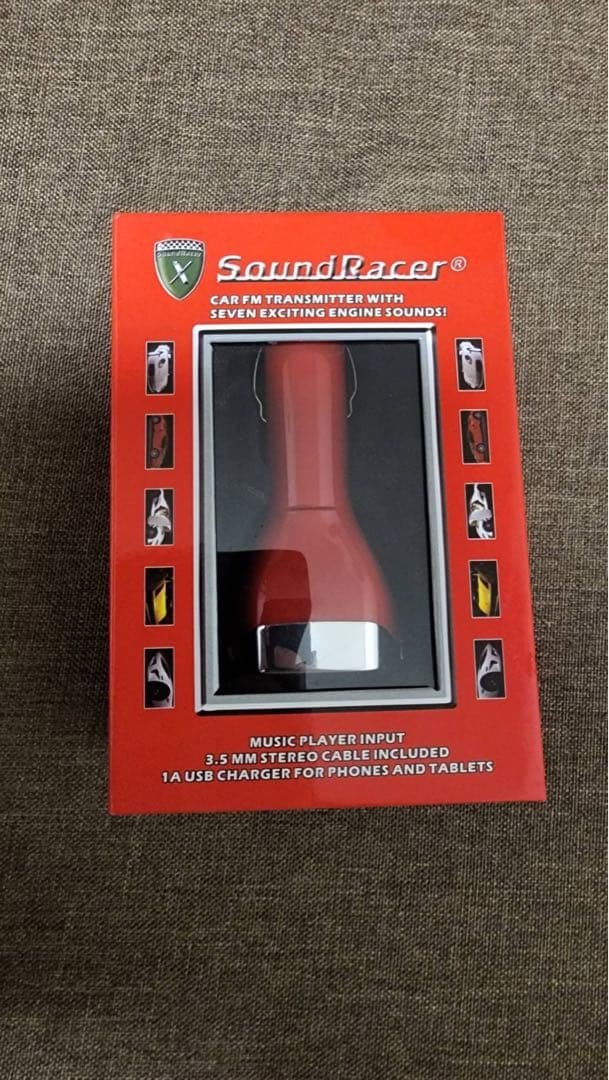 SoundRacer
X
SoundRacer®
CAR FM TRANSMITTER WITH
SEVEN EXCITING ENGINE SOUNDS!
MUSIC PLAYER INPUT
3.5 MM STEREO CABLE INCLUDED
1A USB CHARGER FOR PHONES AND TABLETS